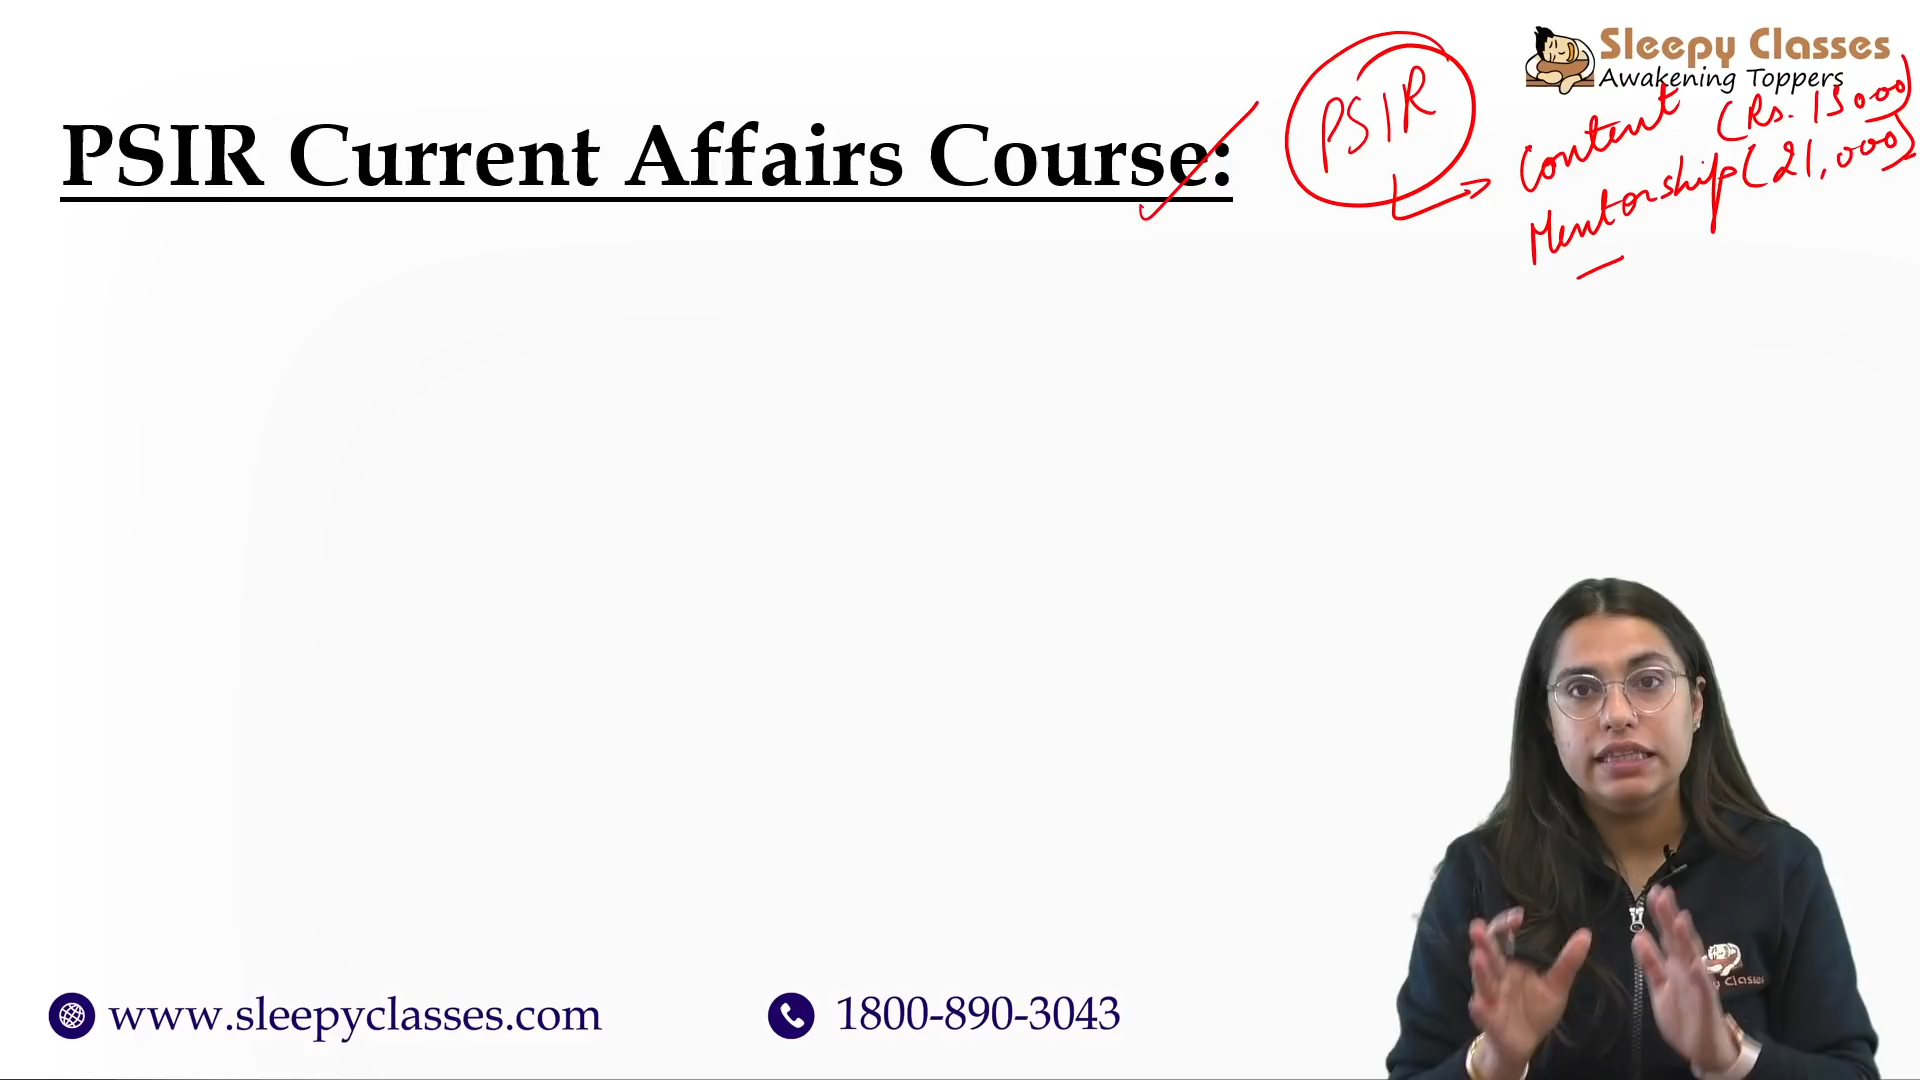 Sleepy Classes
Awakening Toppers
PSIR Current Affairs Course:
PSIR
Content (Rs. 15000)
Mentorship (21,000)
www.sleepyclasses.com
1800-890-3043